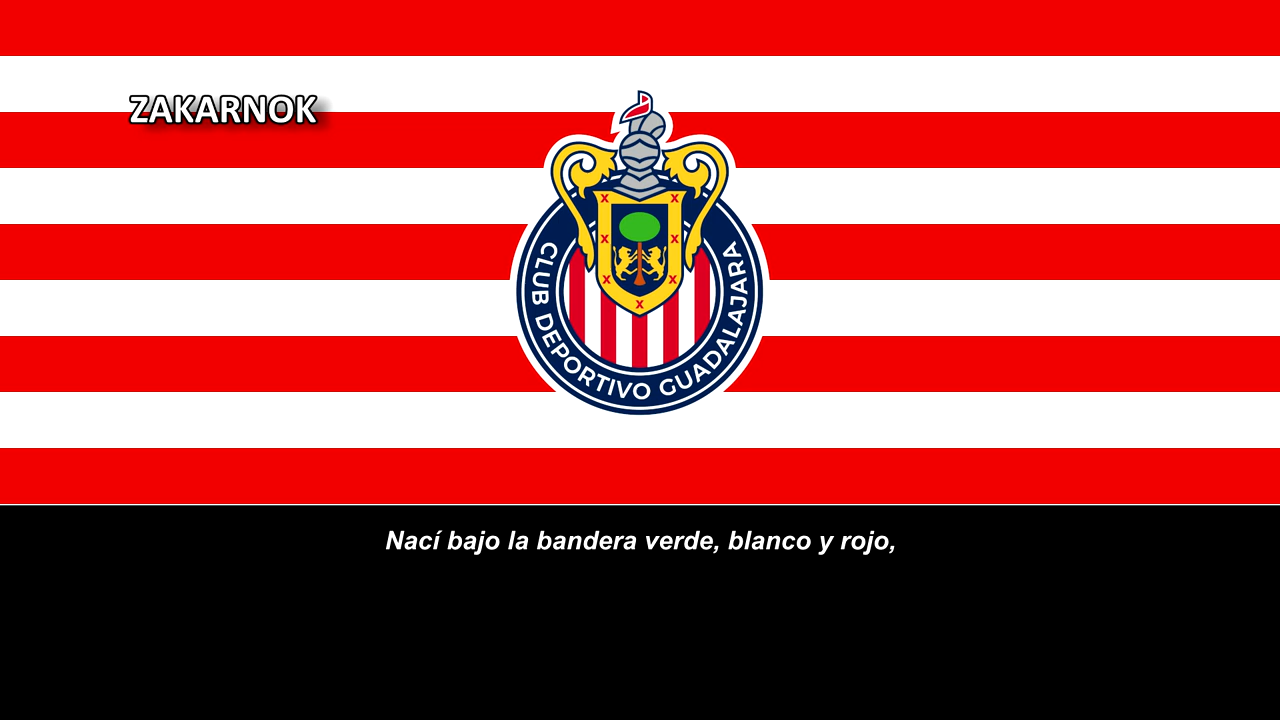 ZAKARNOK
CLUB DEPORTIVO GUADALAJARA
X X
X X
X X
X
Nací bajo la bandera verde, blanco y rojo,